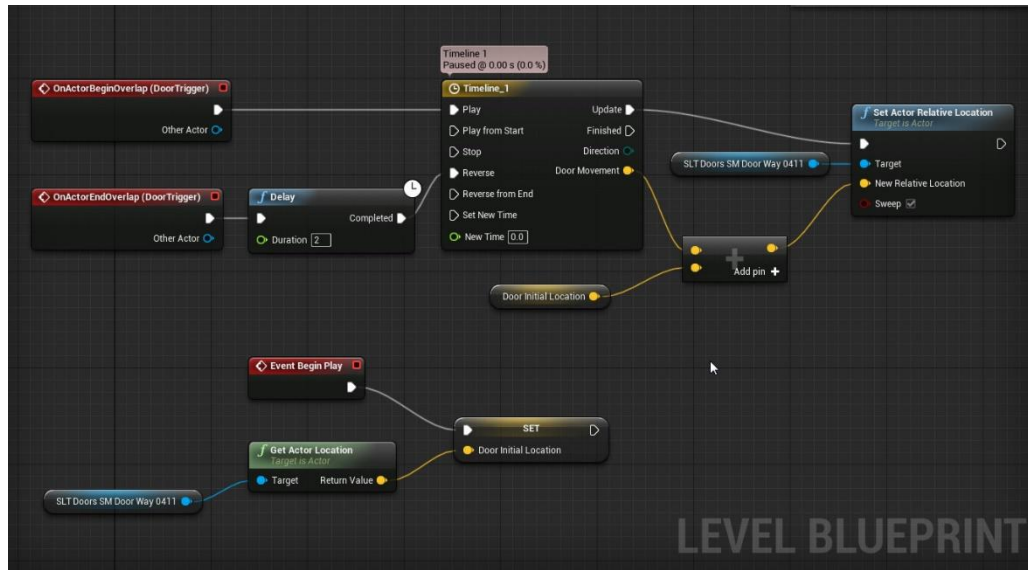 Timeline 1
Paused @ 0.00 s (0.0 %)
OnActorBeginOverlap (DoorTrigger)
Other Actor
OnActorEndOverlap (DoorTrigger)
Other Actor
Delay
Completed
Duration 2
Timeline_1
Play Update
Play from Start Finished
Stop Direction
Reverse Door Movement
Reverse from End
Set New Time
New Time 0.0
SLT Doors SM Door Way 0411
Set Actor Relative Location
Target is Actor
Target
New Relative Location
Sweep
Add pin +
Door Initial Location
Event Begin Play
SET
Door Initial Location
Get Actor Location
Target is Actor
Target Return Value
SLT Doors SM Door Way 0411
LEVEL BLUEPRINT